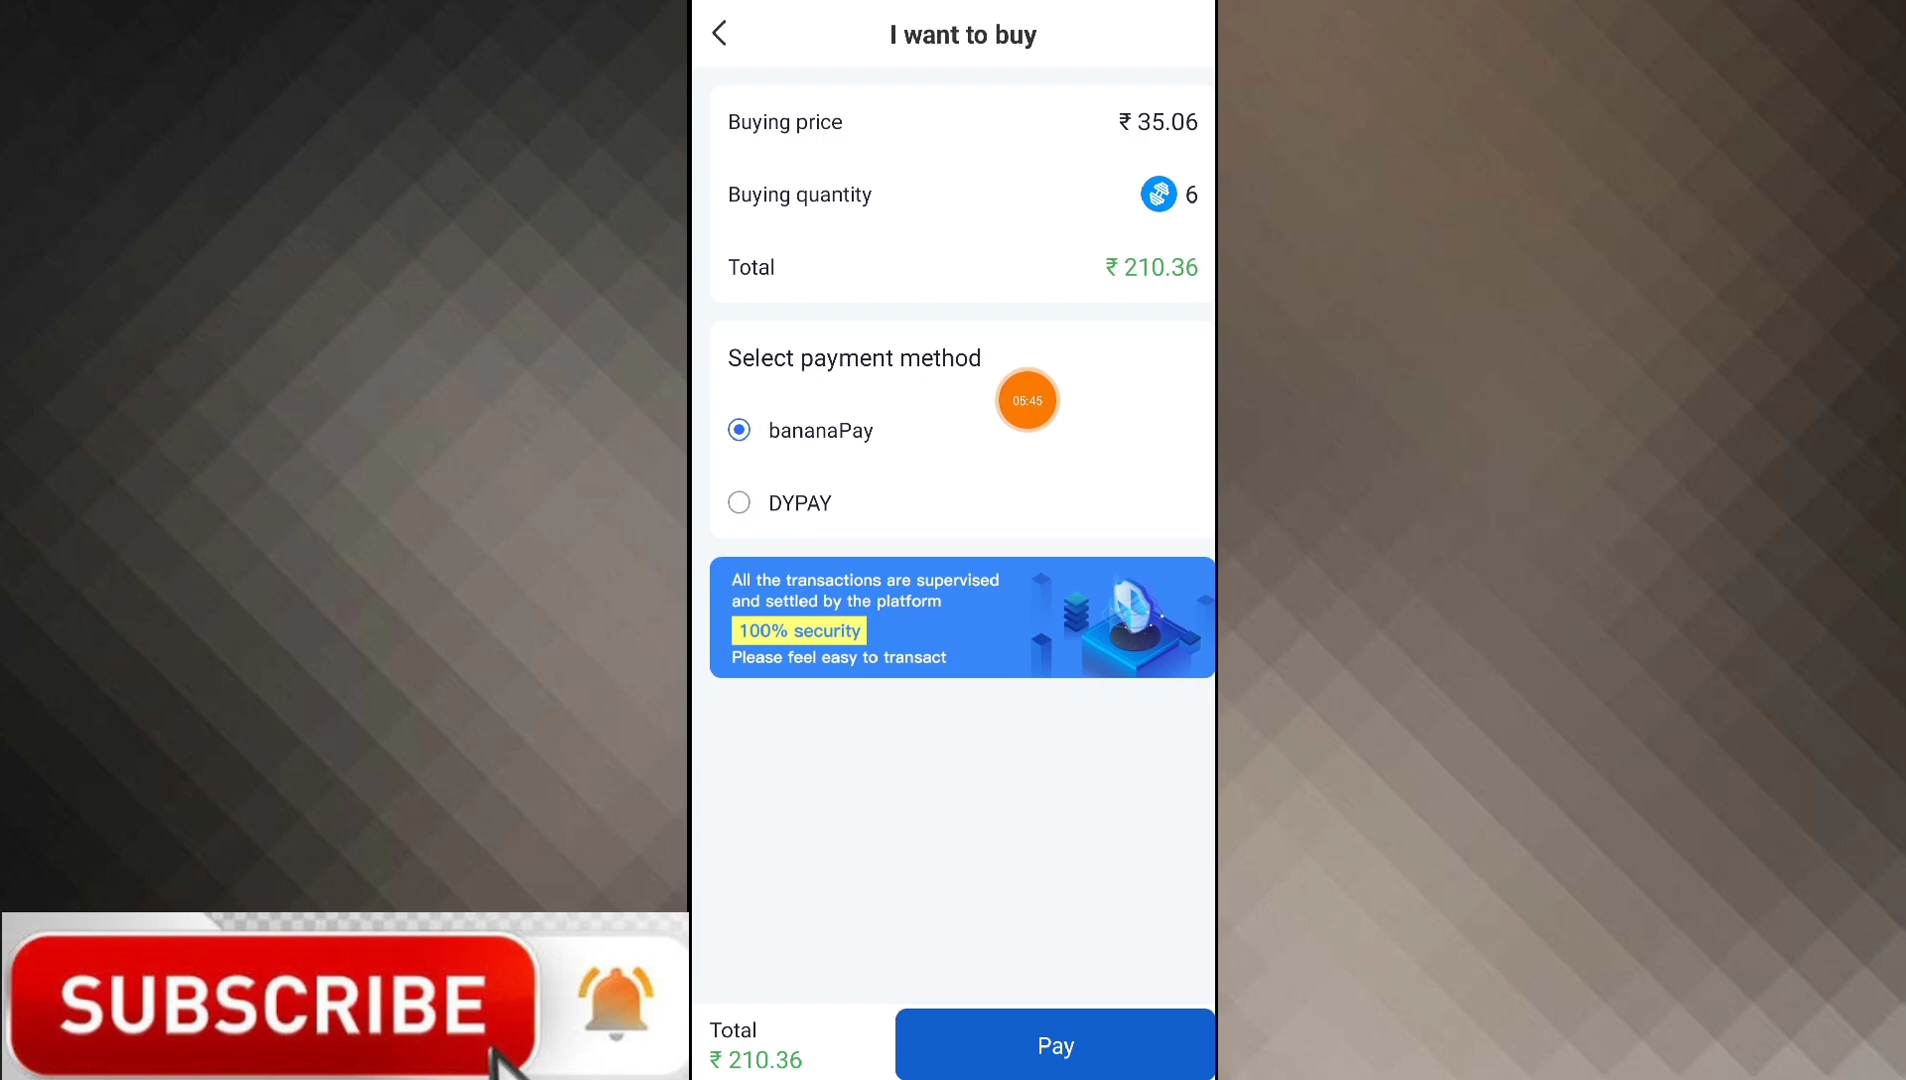 I want to buy
Buying price ₹ 35.06
Buying quantity 6
Total ₹ 210.36
Select payment method
05:45
bananaPay
DYPAY
All the transactions are supervised
and settled by the platform
100% security
Please feel easy to transact
SUBSCRIBE
Total
₹ 210.36
Pay